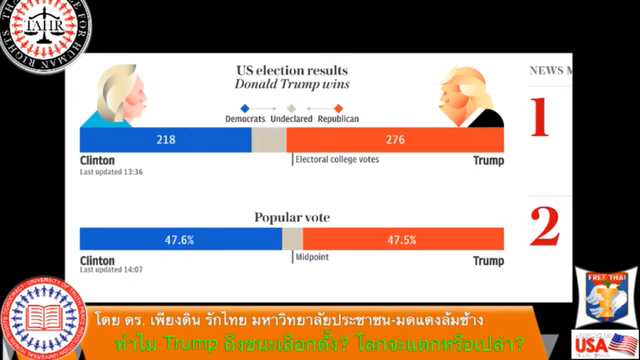 TAHR
US election results
Donald Trump wins
Democrats Undeclared Republican
218 276
Clinton Electoral college votes Trump
Last updated 13:36
Popular vote
47.6% 47.5%
Clinton Midpoint Trump
Last updated 14:07
NEWS M
1
2
FREE THAI
USA
โดย ดร. เพียงดิน รักไทย มหาวิทยาลัยประชาชน-มดแดงล้มช้าง
ทำไม Trump ถึงชนะเลือกตั้ง? โลกจะแตกหรือเปล่า?